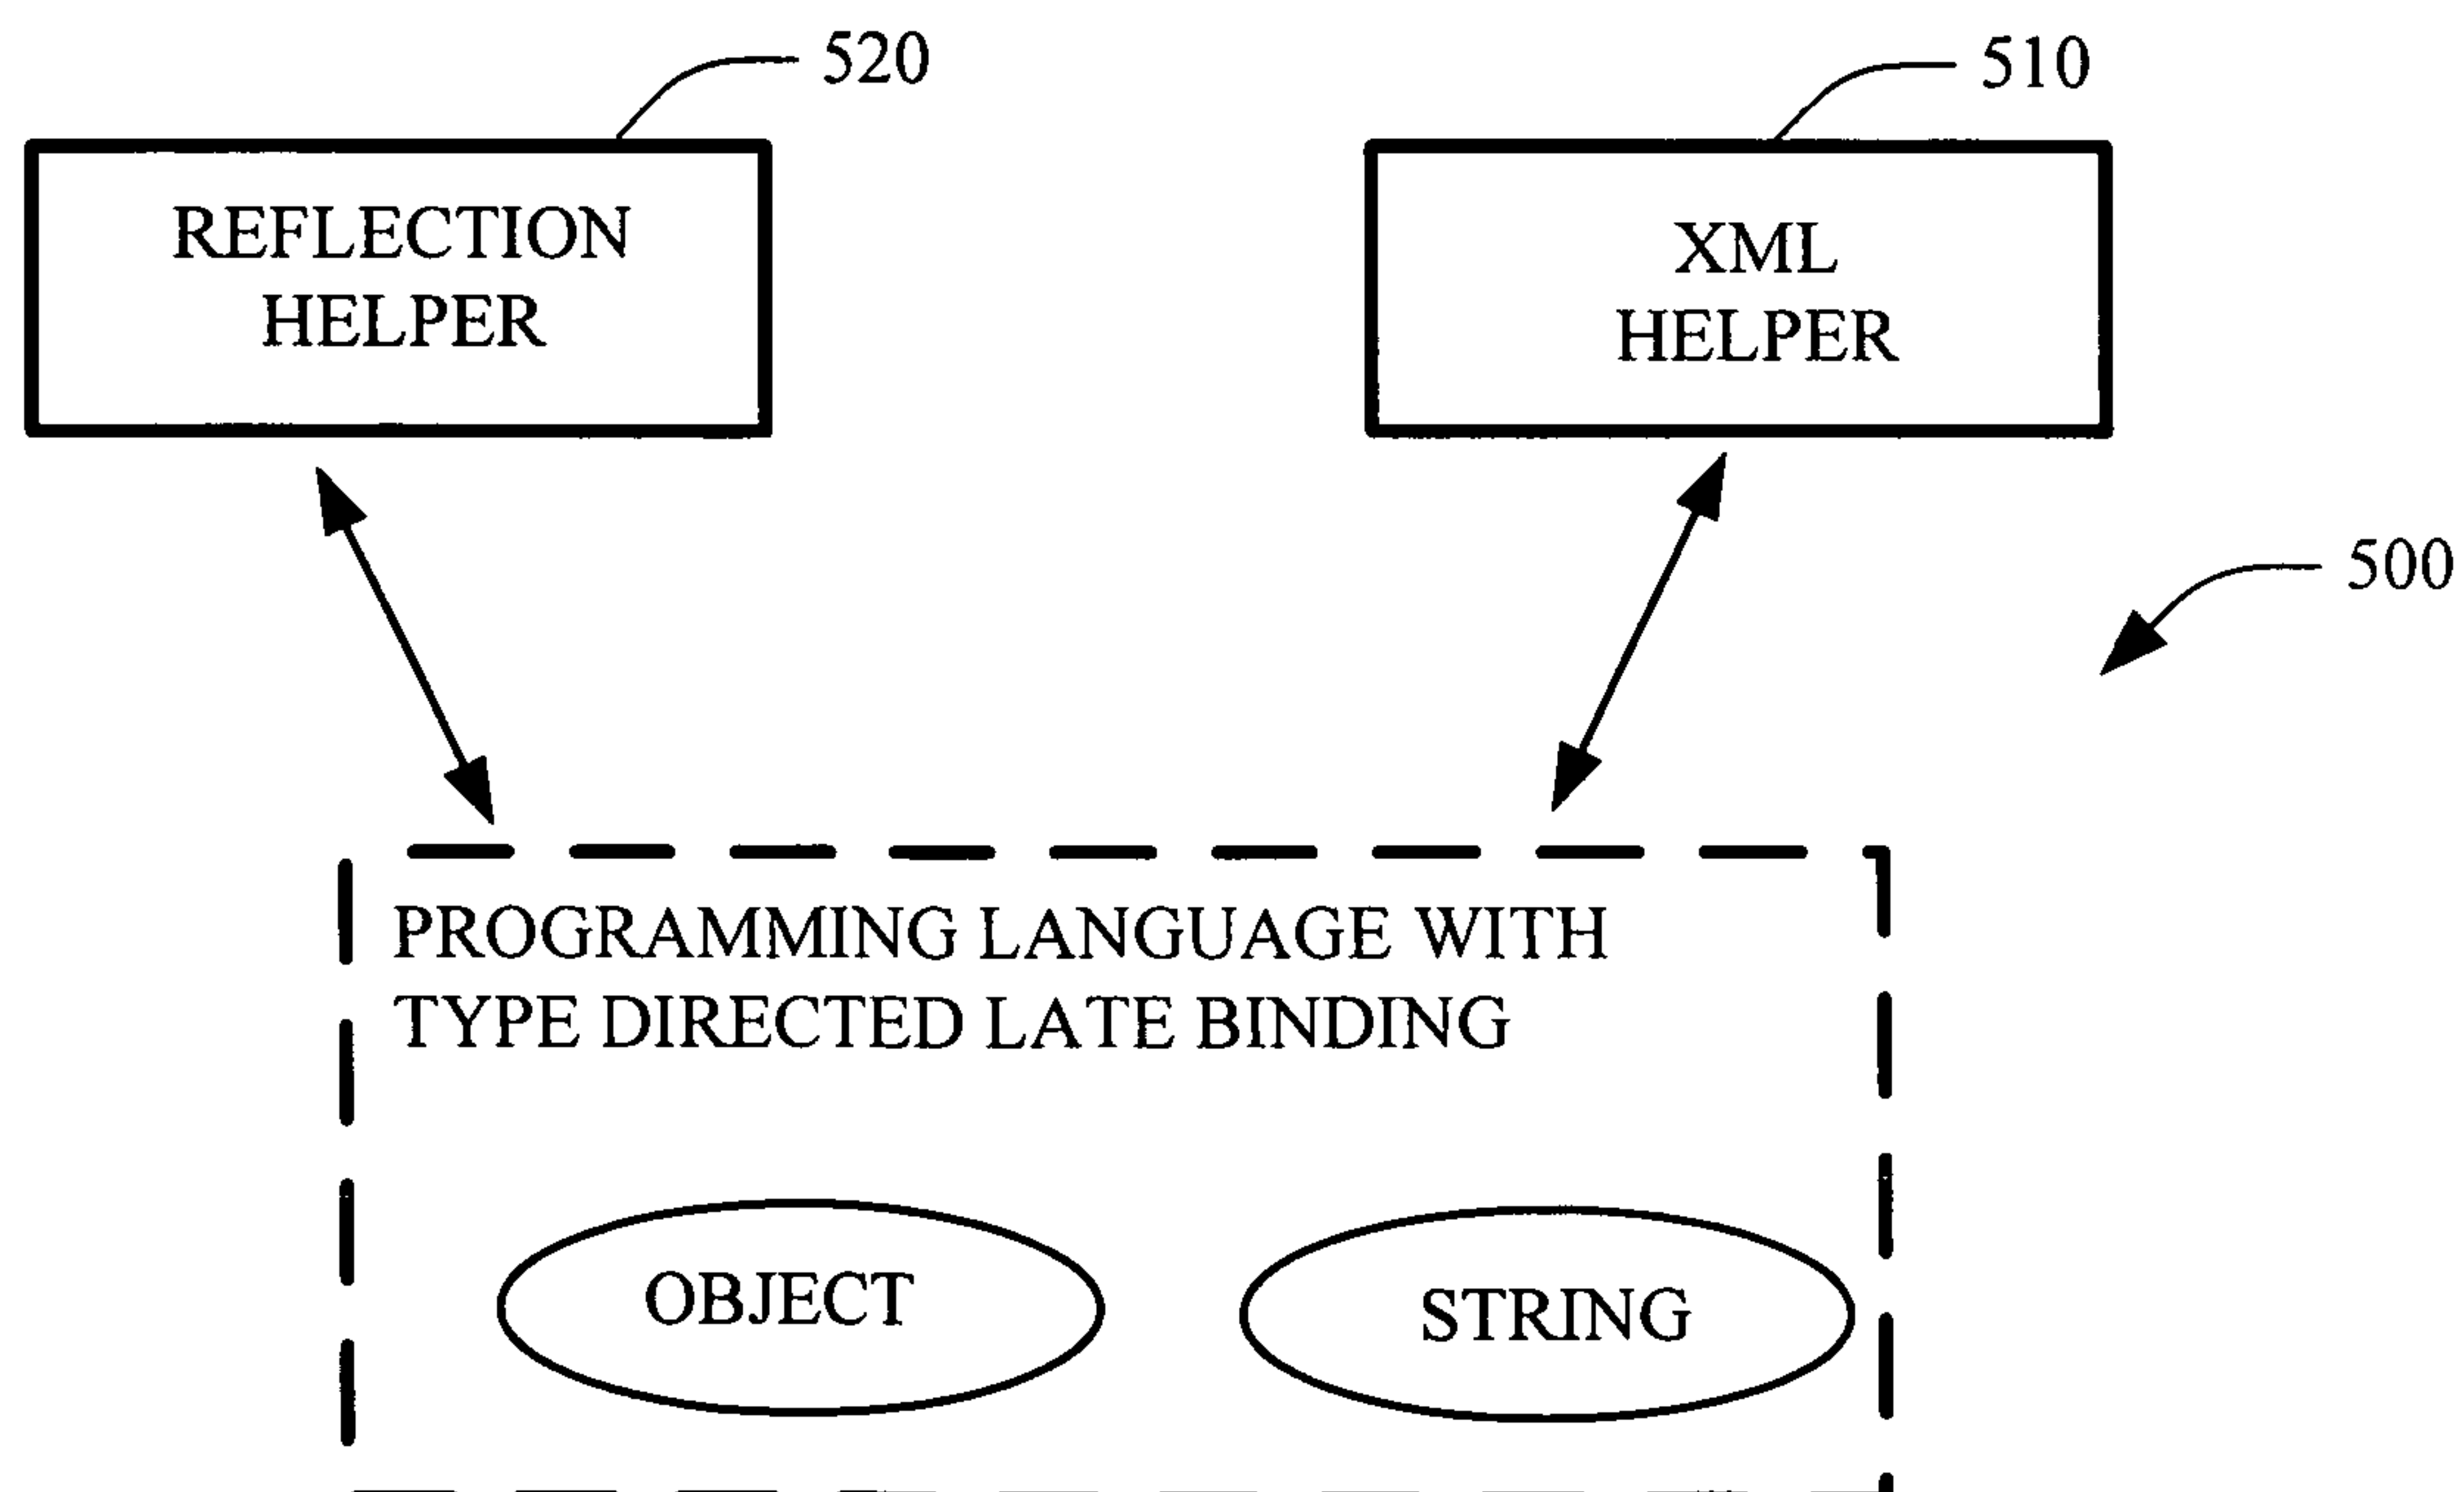 520
510
REFLECTION
HELPER
XML
HELPER
500
PROGRAMMING LANGUAGE WITH
TYPE DIRECTED LATE BINDING
OBJECT
STRING